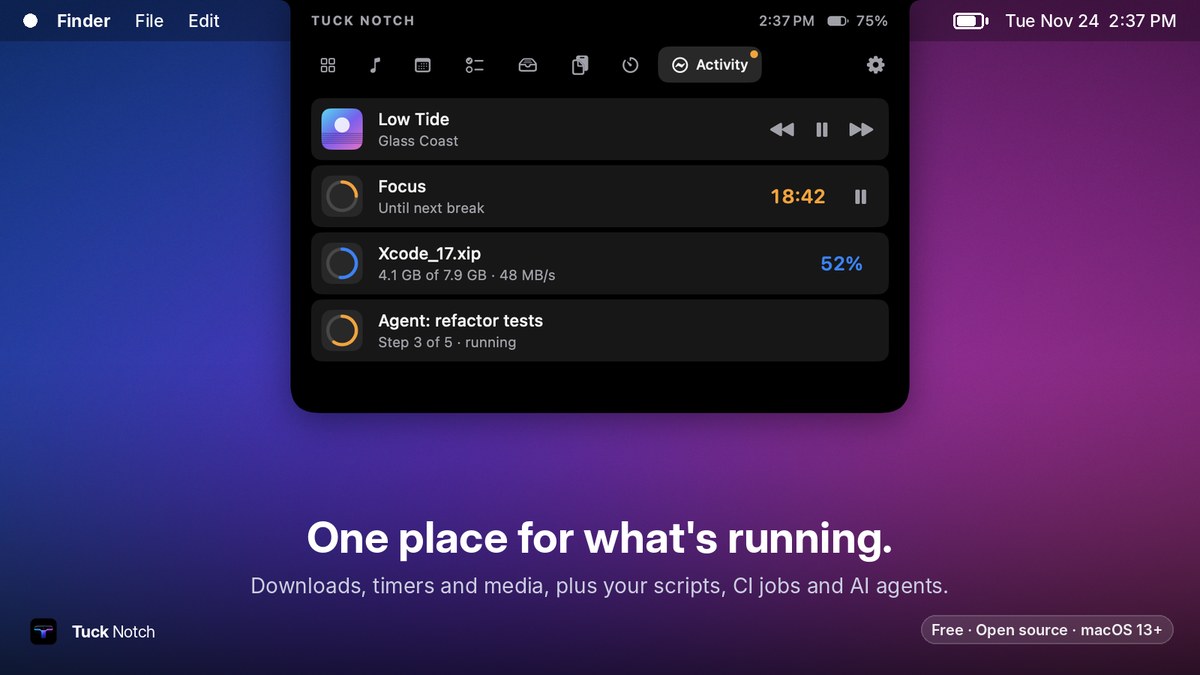 Finder File Edit
TUCK NOTCH
2:37 PM 75%
Tue Nov 24 2:37 PM
Activity
Low Tide
Glass Coast
Focus
Until next break
18:42
Xcode_17.xip
4.1 GB of 7.9 GB · 48 MB/s
52%
Agent: refactor tests
Step 3 of 5 · running
One place for what's running.
Downloads, timers and media, plus your scripts, CI jobs and AI agents.
Tuck Notch
Free · Open source · macOS 13+